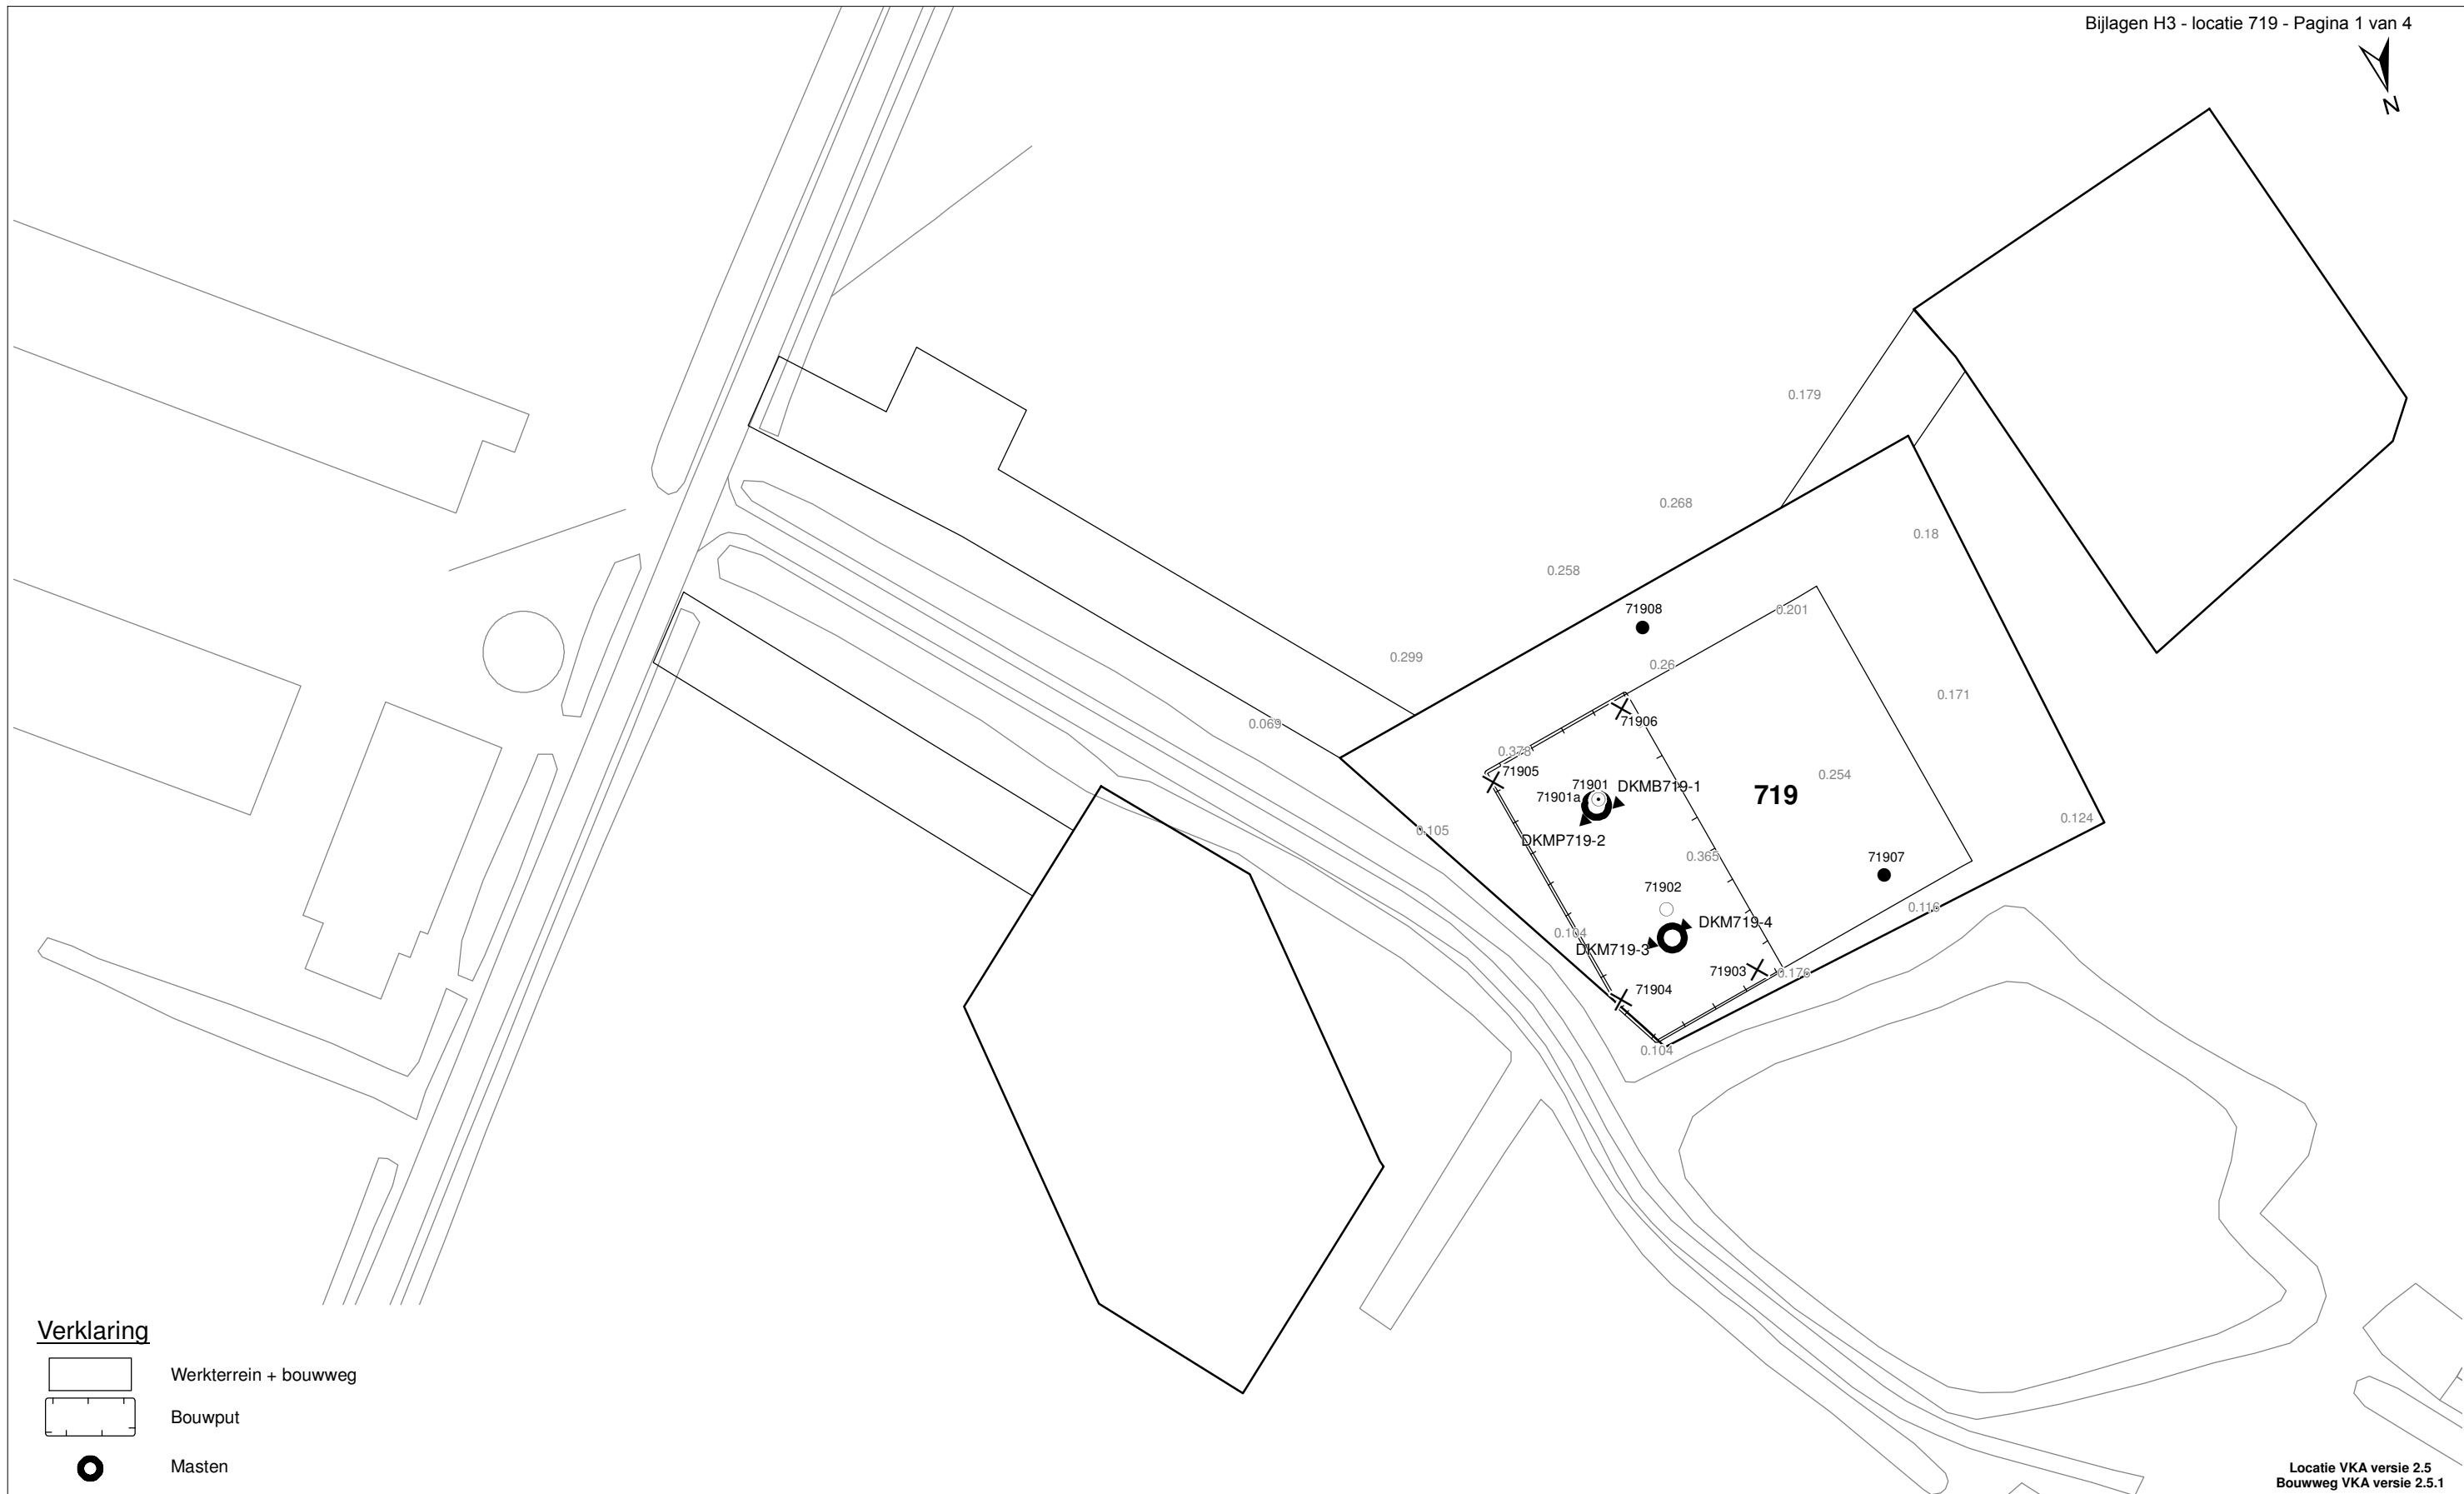 Bijlagen H3 - locatie 719 - Pagina 1 van 4
N
0.179
0.268
0.18
0.258
71908
0.201
0.299
0.26
0.171
0.069
71906
0.378
71905
71901
DKMB719-1
0.254
719
71901a
0.105
0.124
DKMP719-2
0.365
71907
71902
0.116
DKM719-4
0.104
DKM719-3
71903
0.176
71904
0.104
Verklaring
Werkterrein + bouwweg
Bouwput
Masten
Locatie VKA versie 2.5
Bouwweg VKA versie 2.5.1